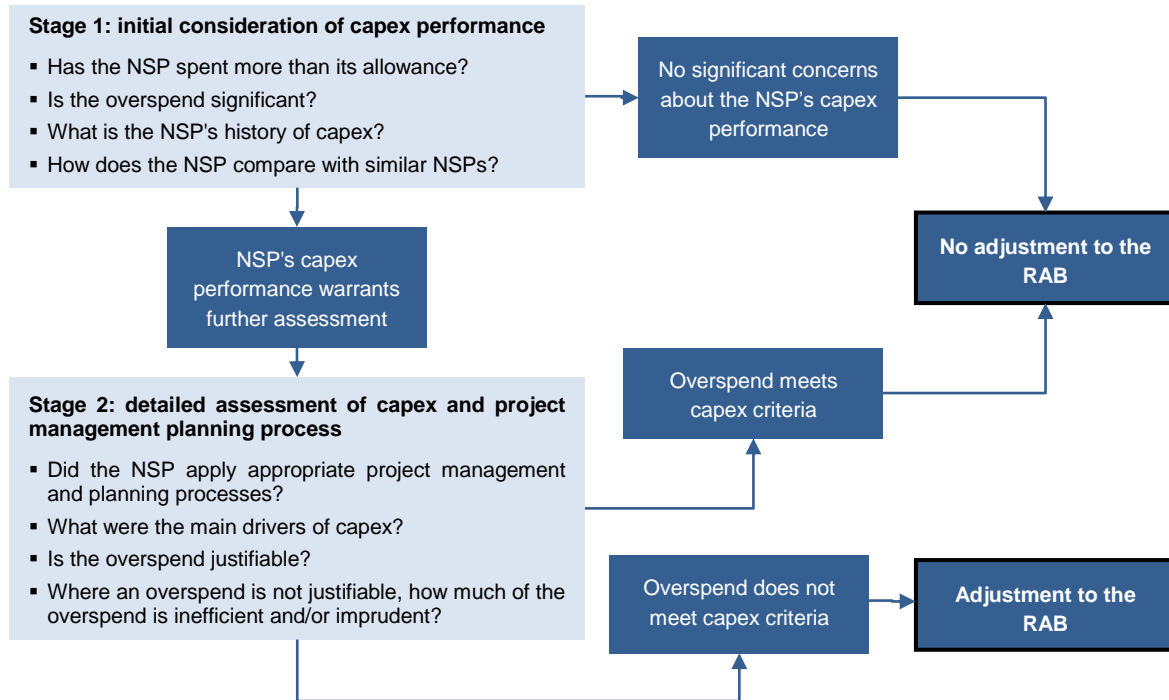 Stage 1: initial consideration of capex performance
▪ Has the NSP spent more than its allowance?
▪ Is the overspend significant?
▪ What is the NSP's history of capex?
▪ How does the NSP compare with similar NSPs?
No significant concerns
about the NSP’s capex
performance
No adjustment to the
RAB
NSP's capex
performance warrants
further assessment
Stage 2: detailed assessment of capex and project
management planning process
▪ Did the NSP apply appropriate project management
and planning processes?
▪ What were the main drivers of capex?
▪ Is the overspend justifiable?
▪ Where an overspend is not justifiable, how much of the
overspend is inefficient and/or imprudent?
Overspend meets
capex criteria
Overspend does not
meet capex criteria
Adjustment to the
RAB